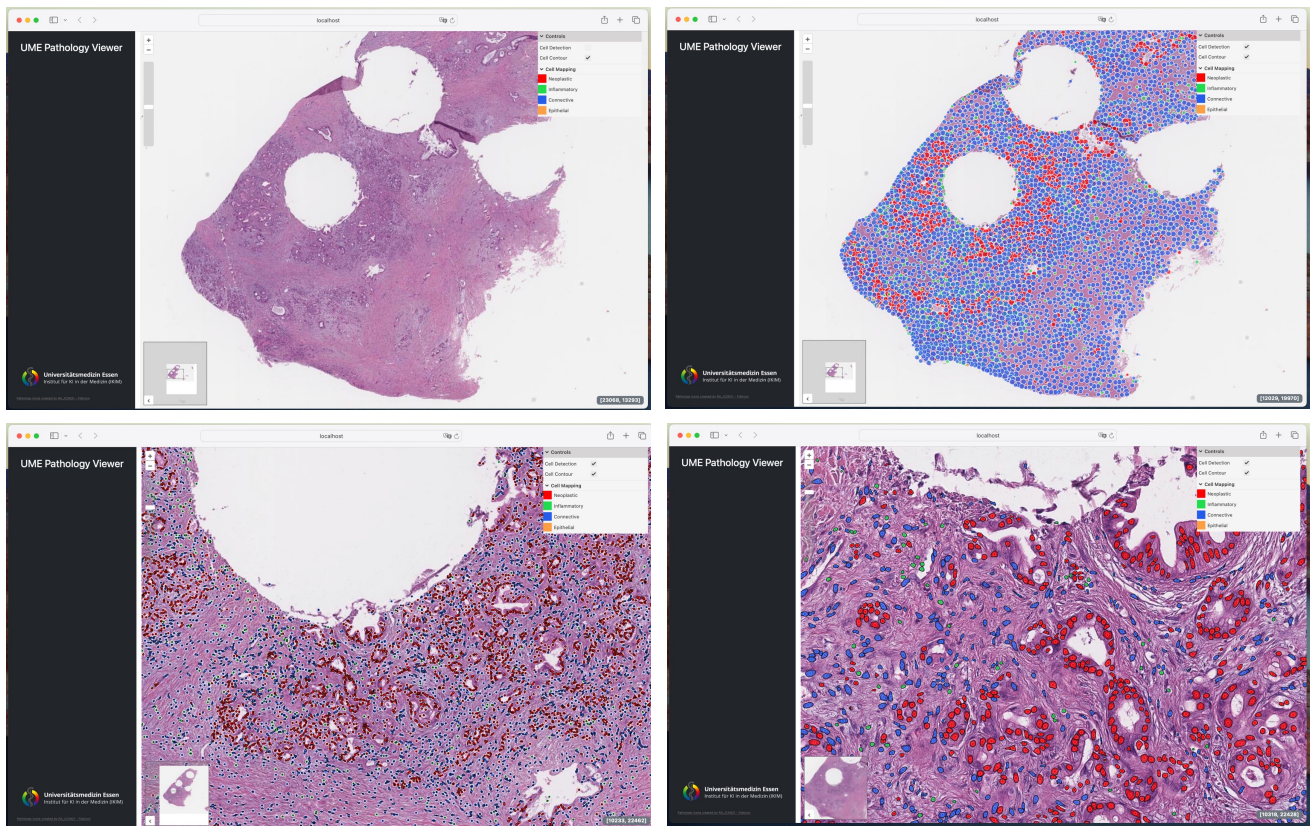 localhost
UME Pathology Viewer
+
−
Controls
Cell Detection
Cell Contour
Cell Mapping
Neoplastic
Inflammatory
Connective
Epithelial
Universitätsmedizin Essen
Institut für KI in der Medizin (IKIM)
[23068, 13293]
localhost
UME Pathology Viewer
+
−
Controls
Cell Detection
Cell Contour
Cell Mapping
Neoplastic
Inflammatory
Connective
Epithelial
Universitätsmedizin Essen
Institut für KI in der Medizin (IKIM)
[12029, 19970]
localhost
UME Pathology Viewer
+
−
Controls
Cell Detection
Cell Contour
Cell Mapping
Neoplastic
Inflammatory
Connective
Epithelial
Universitätsmedizin Essen
Institut für KI in der Medizin (IKIM)
[10233, 22462]
localhost
UME Pathology Viewer
+
−
Controls
Cell Detection
Cell Contour
Cell Mapping
Neoplastic
Inflammatory
Connective
Epithelial
Universitätsmedizin Essen
Institut für KI in der Medizin (IKIM)
[10318, 22428]